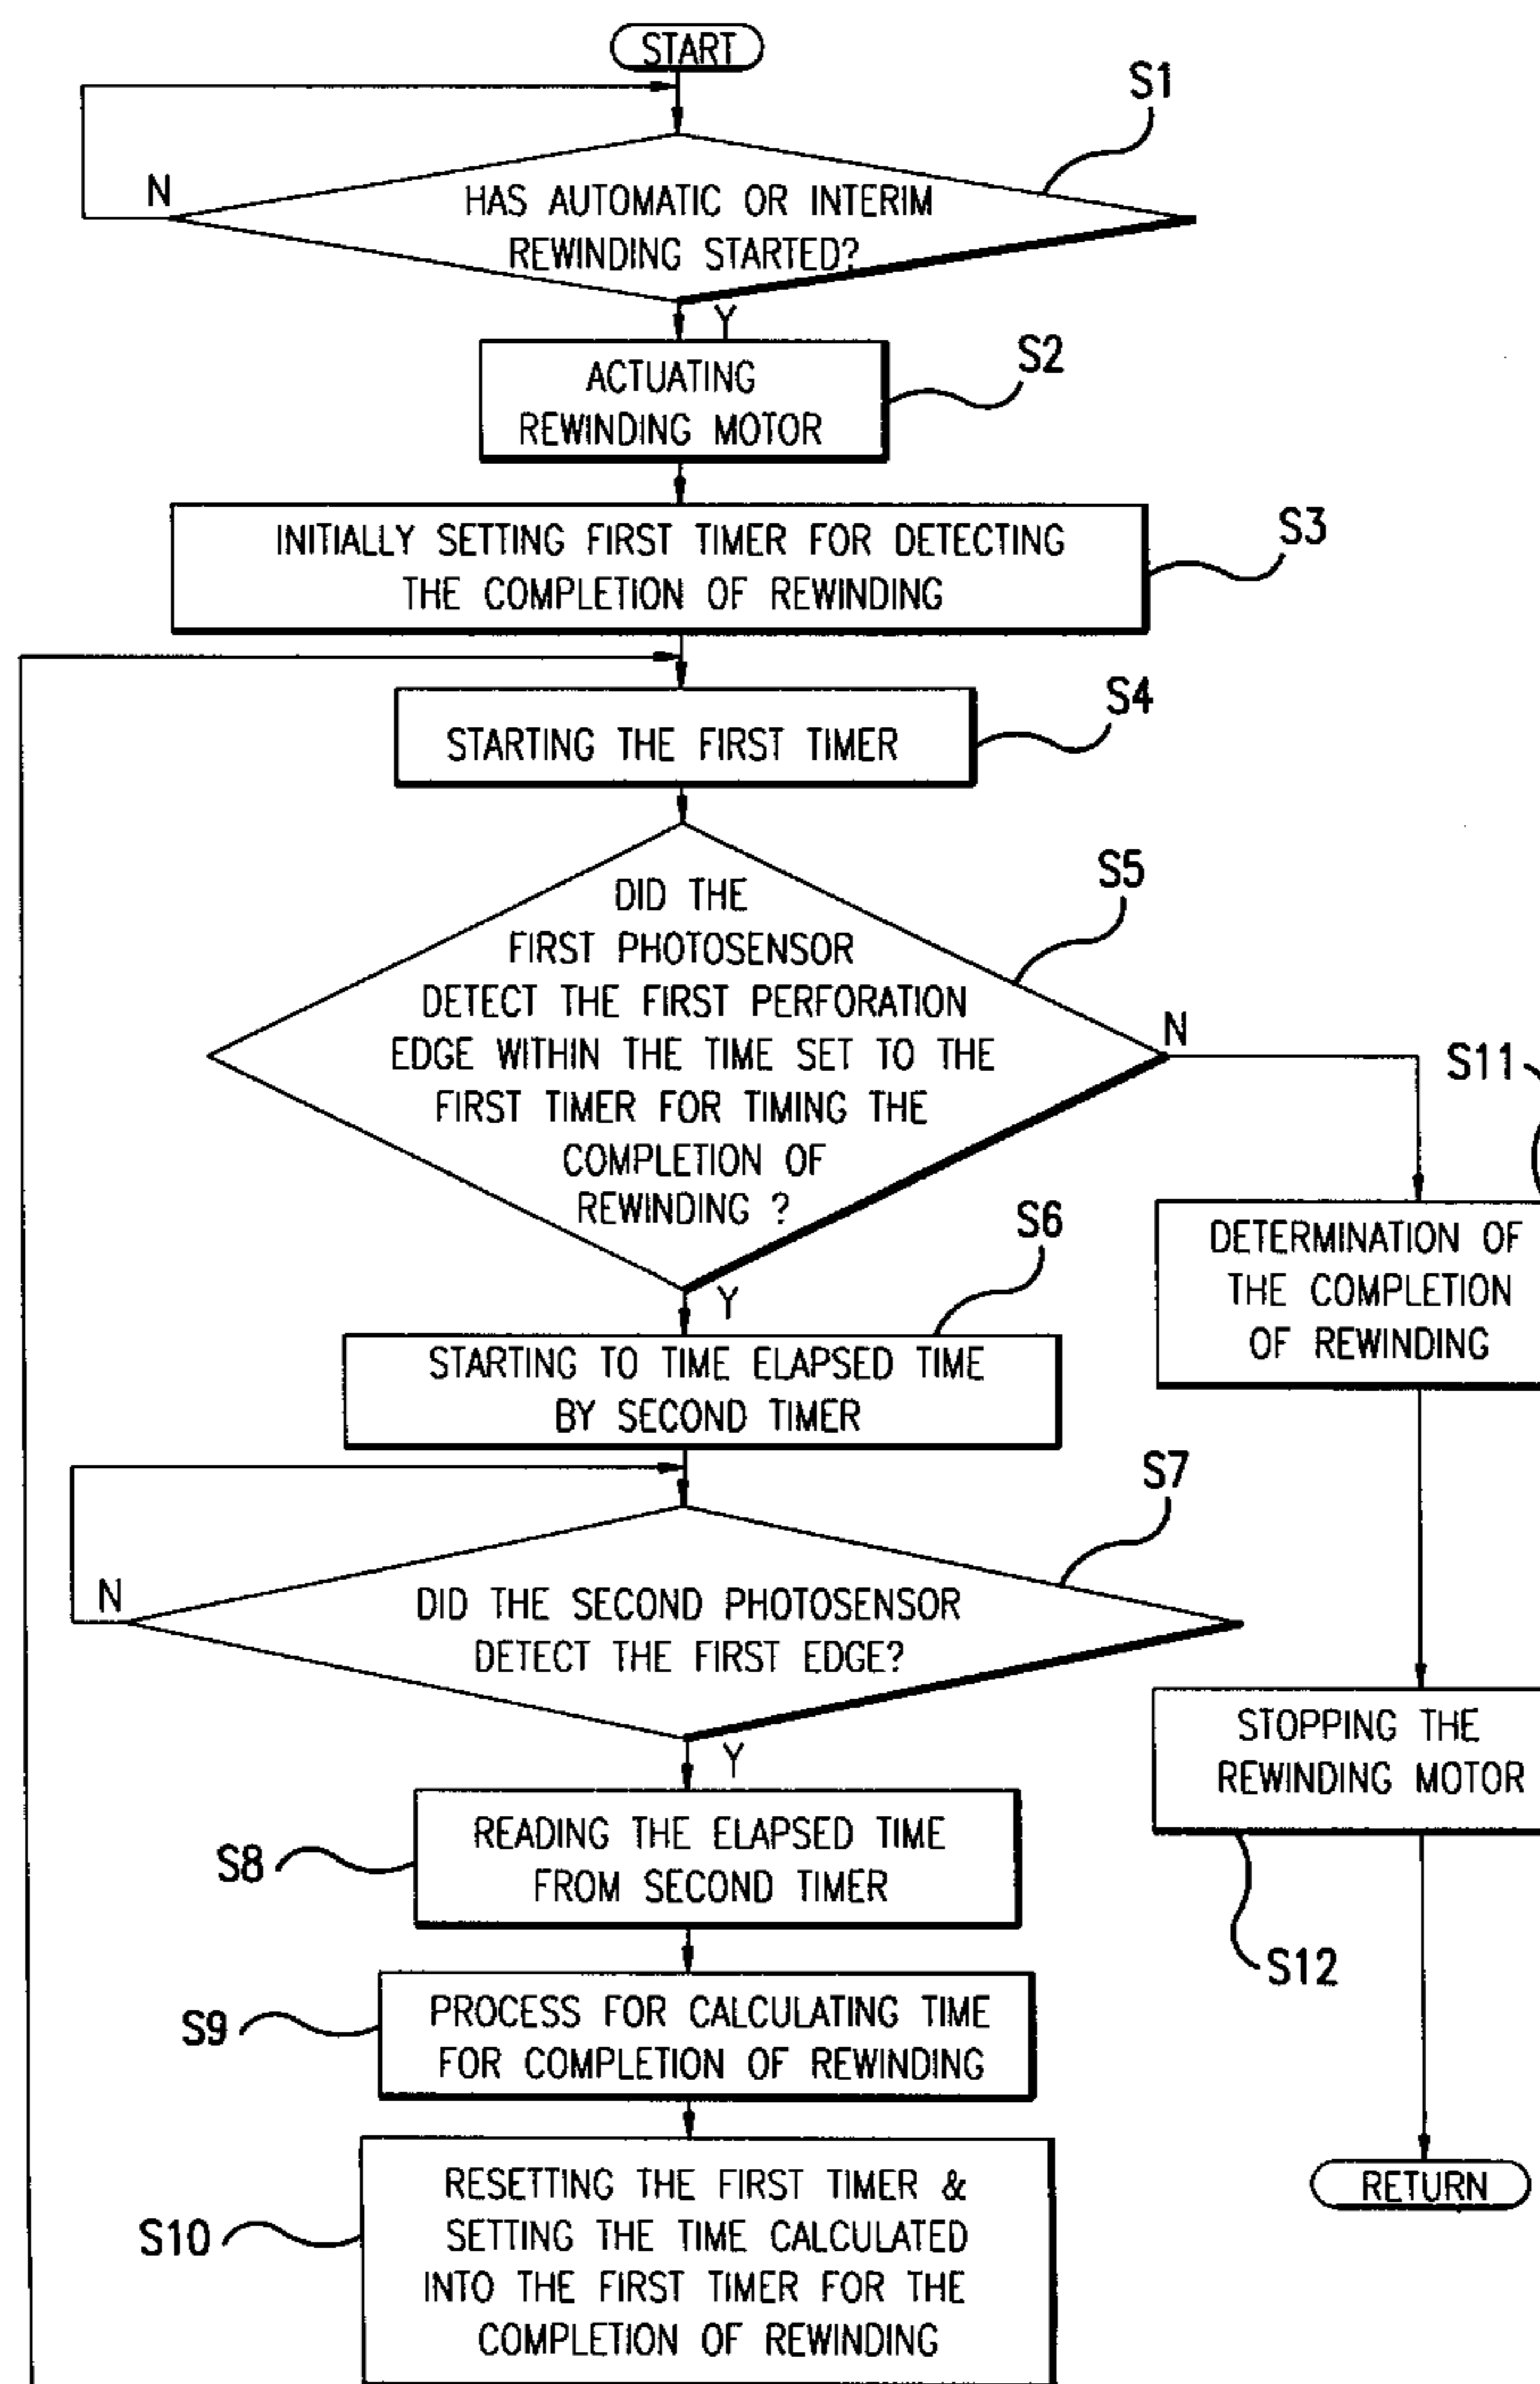 START
S1
HAS AUTOMATIC OR INTERIM
REWINDING STARTED?
N
Y
S2
ACTUATING
REWINDING MOTOR
S3
INITIALLY SETTING FIRST TIMER FOR DETECTING
THE COMPLETION OF REWINDING
S4
STARTING THE FIRST TIMER
S5
DID THE
FIRST PHOTOSENSOR
DETECT THE FIRST PERFORATION
EDGE WITHIN THE TIME SET TO THE
FIRST TIMER FOR TIMING THE
COMPLETION OF
REWINDING ?
N
Y
S11
DETERMINATION OF
THE COMPLETION
OF REWINDING
S6
STARTING TO TIME ELAPSED TIME
BY SECOND TIMER
S7
DID THE SECOND PHOTOSENSOR
DETECT THE FIRST EDGE?
N
Y
STOPPING THE
REWINDING MOTOR
S12
S8
READING THE ELAPSED TIME
FROM SECOND TIMER
S9
PROCESS FOR CALCULATING TIME
FOR COMPLETION OF REWINDING
S10
RESETTING THE FIRST TIMER &
SETTING THE TIME CALCULATED
INTO THE FIRST TIMER FOR THE
COMPLETION OF REWINDING
RETURN